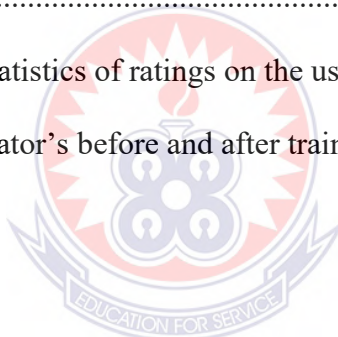 ................................................
atistics of ratings on the us
ator’s before and after train
EDUCATION FOR SERVICE